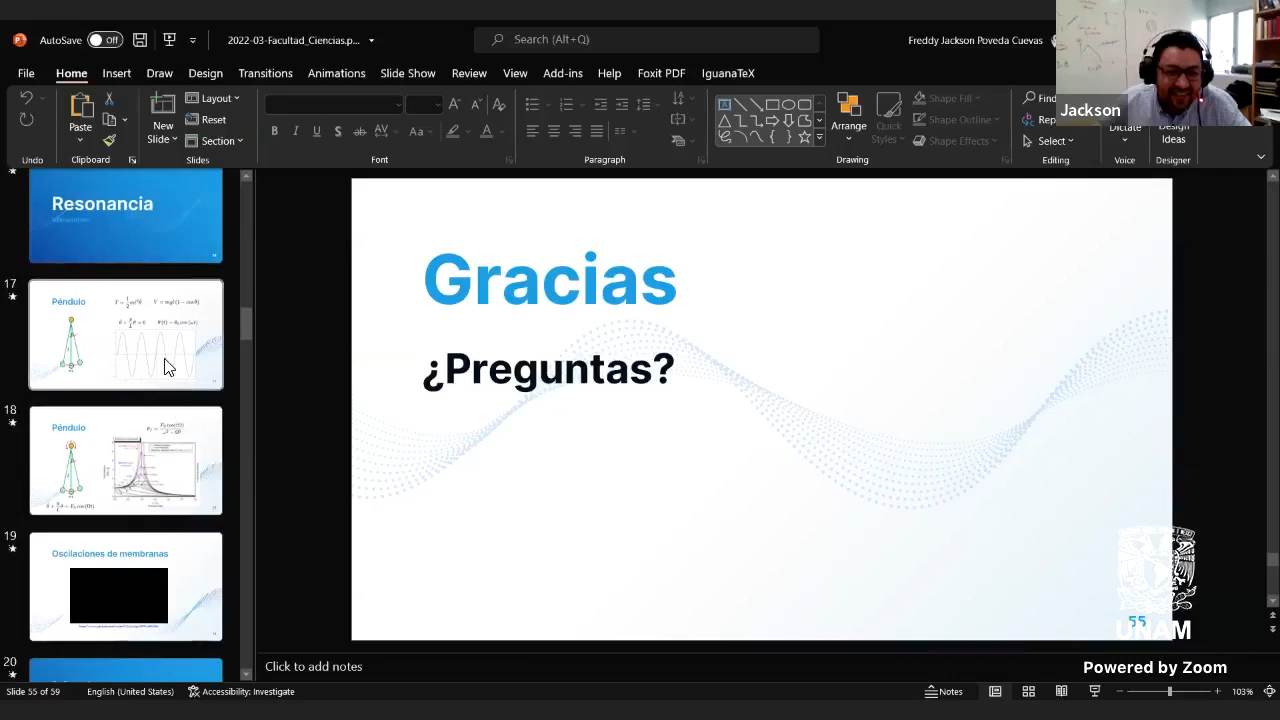 AutoSave
Off
2022-03-Facultad_Ciencias.p...
Search (Alt+Q)
Freddy Jackson Poveda Cuevas
Jackson
File
Home
Insert
Draw
Design
Transitions
Animations
Slide Show
Review
View
Add-ins
Help
Foxit PDF
IguanaTeX
Undo
Paste
Clipboard
New
Slide
Layout
Reset
Section
Slides
Font
Paragraph
Arrange
Quick
Styles
Shape Fill
Shape Outline
Shape Effects
Drawing
Select
Editing
Dictate
Voice
Design
Ideas
Designer
Resonancia
17
Péndulo
18
Péndulo
19
Oscilaciones de membranas
20
Gracias
¿Preguntas?
55
UNAM
Powered by Zoom
Click to add notes
Slide 55 of 59
English (United States)
Accessibility: Investigate
Notes
103%